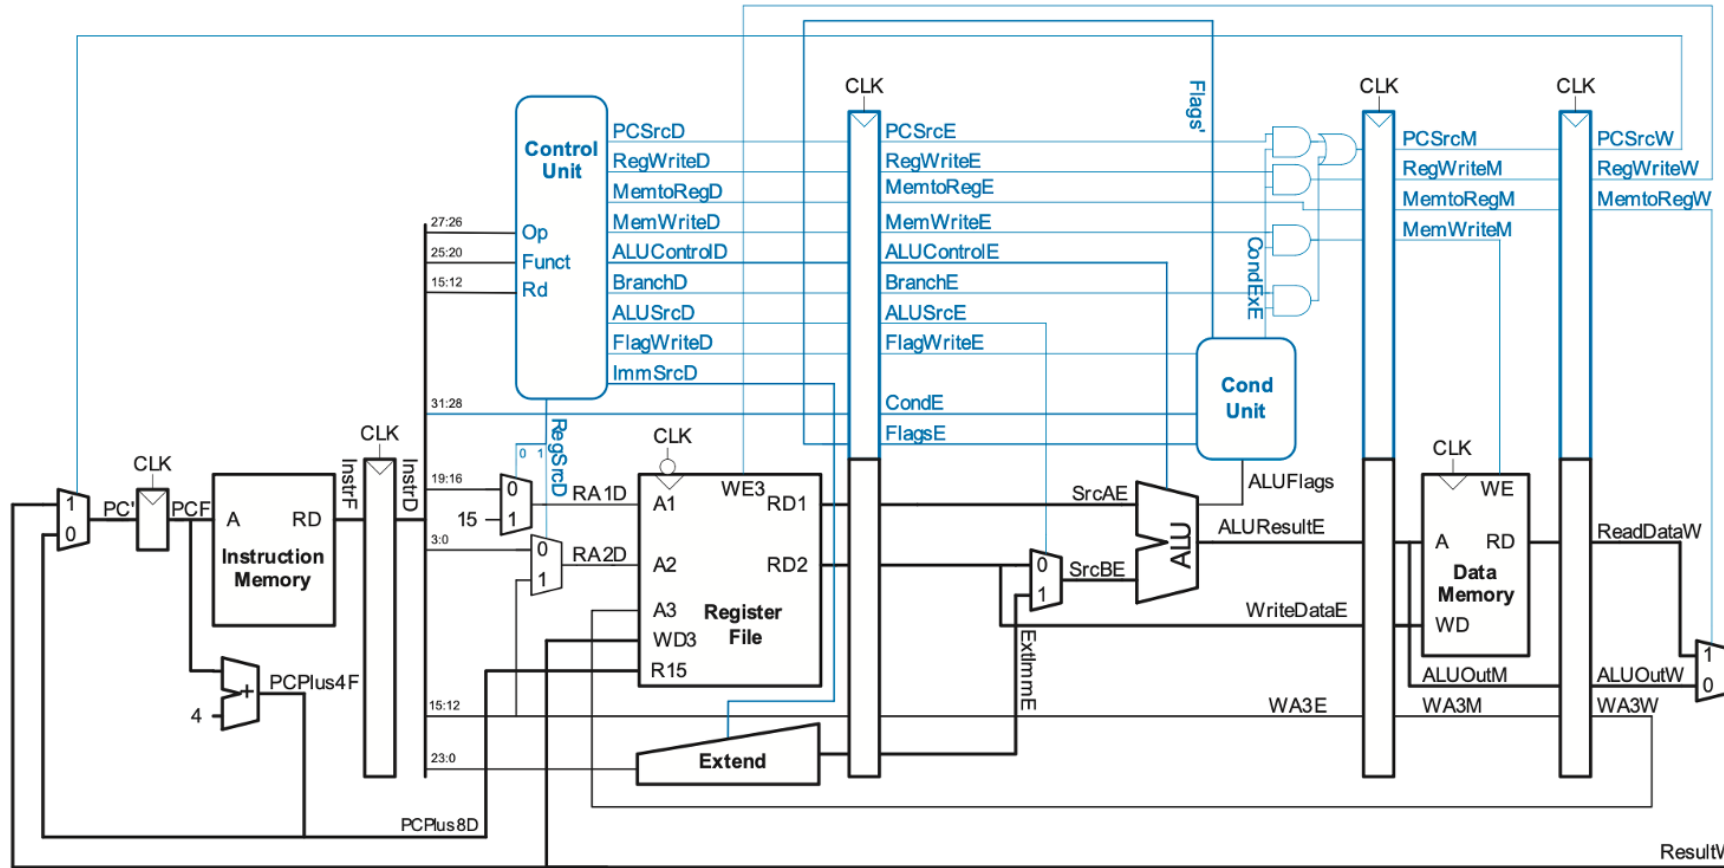 CLK
CLK
CLK
Flags'
Control
Unit
PCSrcD
PCSrcE
PCSrcM
PCSrcW
RegWriteD
RegWriteE
RegWriteM
RegWriteW
MemtoRegD
MemtoRegE
MemtoRegM
MemtoRegW
27:26
Op
MemWriteD
MemWriteE
MemWriteM
25:20
Funct
ALUControlD
ALUControlE
CondExE
15:12
Rd
BranchD
BranchE
ALUSrcD
ALUSrcE
FlagWriteD
FlagWriteE
ImmSrcD
Cond
Unit
31:28
CondE
FlagsE
RegSrcD
0 1
CLK
CLK
CLK
CLK
InstrF
InstrD
19:16
0
1
15
RA1D
A1
WE3
RD1
SrcAE
ALUFlags
WE
1
0
PC'
PCF
A
RD
Instruction
Memory
3:0
0
1
RA2D
A2
RD2
0
1
SrcBE
ALU
ALUResultE
A
RD
Data
Memory
ReadDataW
A3
Register
File
WD3
R15
ExtImmE
WriteDataE
WD
1
0
PCPlus4F
+
4
ALUOutM
ALUOutW
15:12
WA3E
WA3M
WA3W
23:0
Extend
PCPlus8D
ResultW